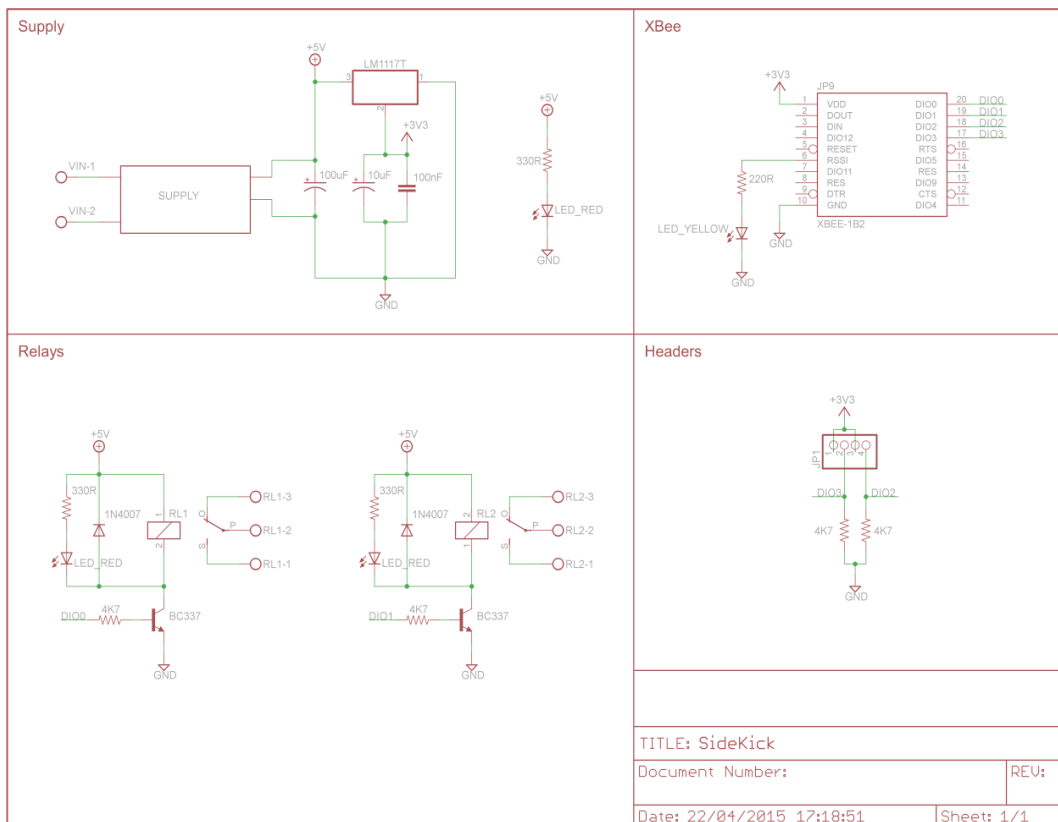 Supply
+5V
LM1117T
3
1
2
+3V3
VIN-1
VIN-2
SUPPLY
100uF
10uF
100nF
GND
+5V
330R
LED_RED
GND
XBee
+3V3
JP9
1 VDD DIO0 20 DIO0
2 DOUT DIO1 19 DIO1
3 DIN DIO2 18 DIO2
4 DIO12 DIO3 17 DIO3
5 RESET RTS 16
6 RSSI DIO5 15
7 DIO11 RES 14
8 RES DIO9 13
9 DTR CTS 12
10 GND DIO4 11
XBEE-1B2
220R
LED_YELLOW
GND
GND
Relays
+5V
330R
1N4007
1
RL1
2
LED_RED
O
P
S
RL1-3
RL1-2
RL1-1
DIO0
4K7
BC337
GND
+5V
330R
1N4007
2
RL2
1
LED_RED
O
P
S
RL2-3
RL2-2
RL2-1
DIO1
4K7
BC337
GND
Headers
+3V3
JP1
1 2 3 4
DIO3
DIO2
4K7
4K7
GND
TITLE: SideKick
Document Number:
REV:
Date: 22/04/2015 17:18:51
Sheet: 1/1